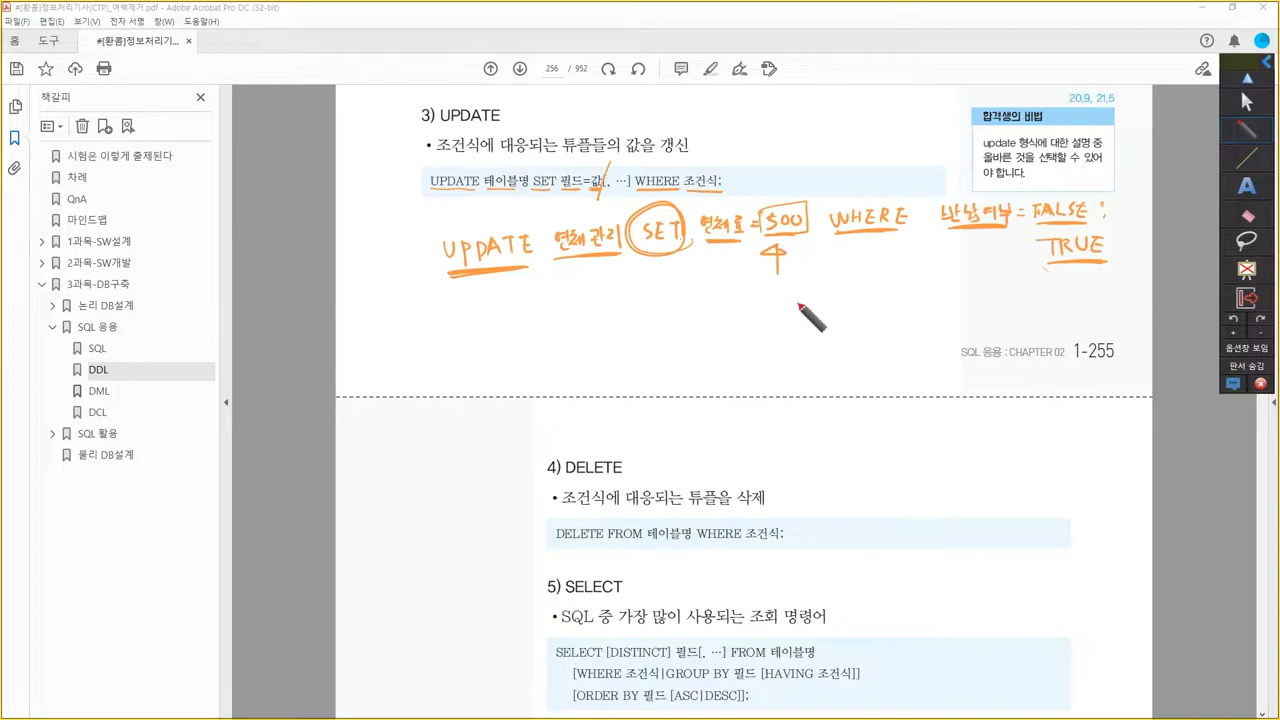 #[환콤]정보처리기사(CTP)_여백제거.pdf - Adobe Acrobat Pro DC (32-bit)
파일(F) 편집(E) 보기(V) 전자 서명 창(W) 도움말(H)
홈 도구 #[환콤]정보처리기... ×
256 / 952
책갈피
시험은 이렇게 출제된다
차례
QnA
마인드맵
1과목-SW설계
2과목-SW개발
3과목-DB구축
논리 DB설계
SQL 응용
SQL
DDL
DML
DCL
SQL 활용
물리 DB설계
3) UPDATE
• 조건식에 대응되는 튜플들의 값을 갱신
UPDATE 테이블명 SET 필드=값[, …] WHERE 조건식;
UPDATE 연체관리 SET 연체료=500 WHERE 난납여부=FALSE;
TRUE
20.9, 21.5
합격생의 비법
update 형식에 대한 설명 중
올바른 것을 선택할 수 있어
야 합니다.
SQL 응용 : CHAPTER 02 1-255
4) DELETE
• 조건식에 대응되는 튜플을 삭제
DELETE FROM 테이블명 WHERE 조건식;
5) SELECT
• SQL 중 가장 많이 사용되는 조회 명령어
SELECT [DISTINCT] 필드[, …] FROM 테이블명
[WHERE 조건식|GROUP BY 필드 [HAVING 조건식]]
[ORDER BY 필드 [ASC|DESC]];
옵션창 보임
판서 숨김